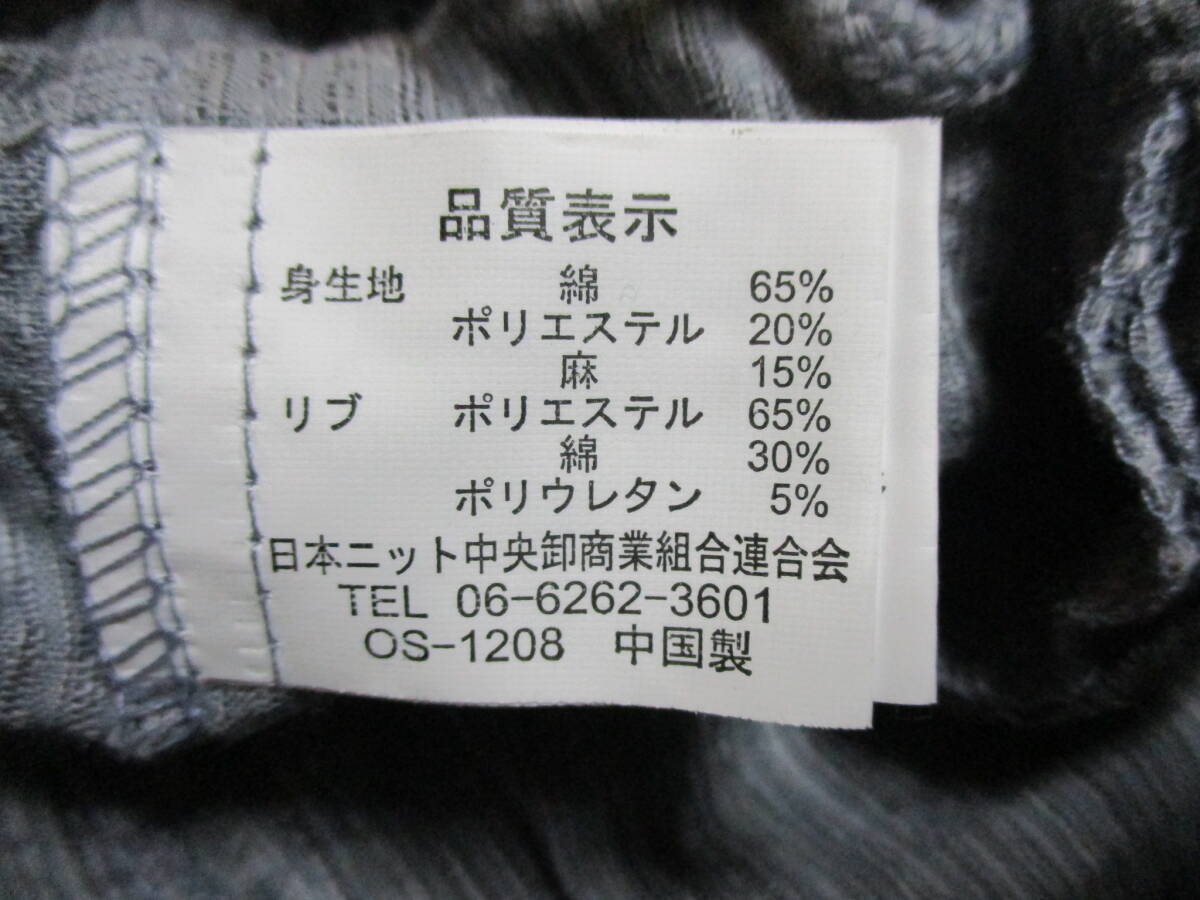 品質表示
身生地 綿 65%
ポリエステル 20%
麻 15%
リブ ポリエステル 65%
綿 30%
ポリウレタン 5%
日本ニット中央卸商業組合連合会
TEL 06-6262-3601
OS-1208 中国製